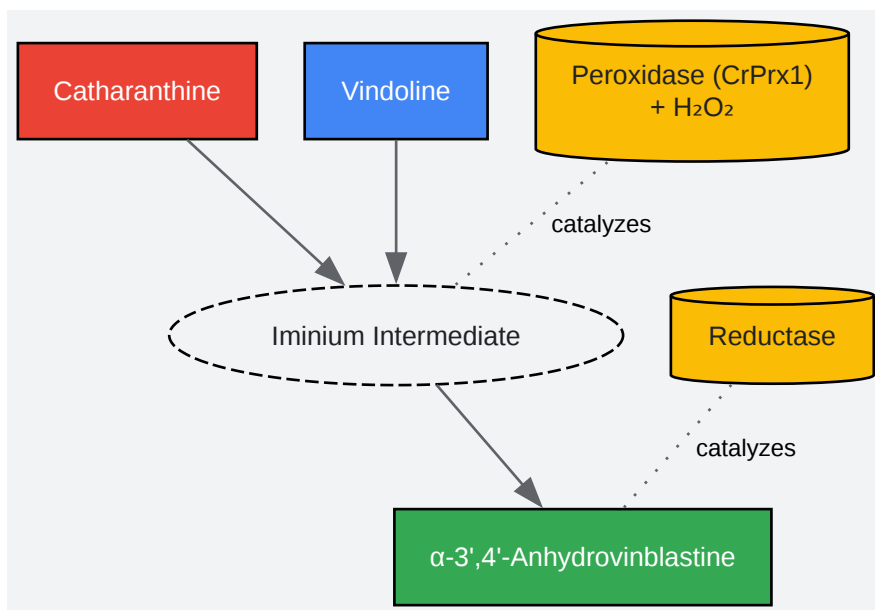 Catharanthine
Vindoline
Peroxidase (CrPrx1)
+ H₂O₂
catalyzes
Iminium Intermediate
Reductase
catalyzes
α-3',4'-Anhydrovinblastine